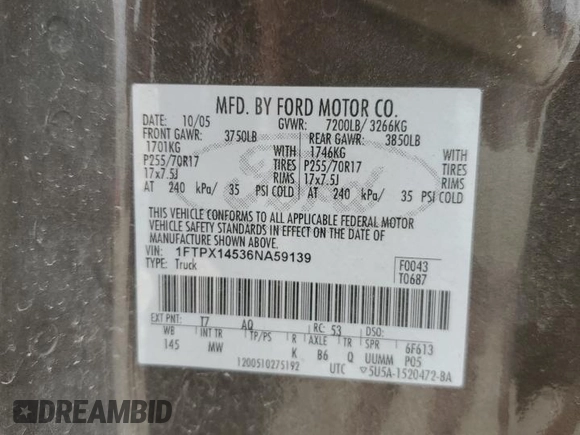 MFD. BY FORD MOTOR CO.
DATE: 10/05 GVWR: 7200LB/ 3266KG
FRONT GAWR: 3750LB REAR GAWR: 3850LB
1701KG 1746KG
P255/70R17 TIRES P255/70R17 TIRES
17x7.5J RIMS 17x7.5J RIMS
AT 240 kPa/ 35 PSI COLD AT 240 kPa/ 35 PSI COLD
THIS VEHICLE CONFORMS TO ALL APPLICABLE FEDERAL MOTOR
VEHICLE SAFETY STANDARDS IN EFFECT ON THE DATE OF
MANUFACTURE SHOWN ABOVE.
VIN: 1FTPX14536NA59139
TYPE: Truck
F0043
T0687
EXT PNT: T7 AQ RC: 53 DSO:
WB INT TR TP/PS R AXLE TR SPR 6F613
145 MW K B6 Q UUMM P05
1200510275192 UTC ▽5U5A-1520472-BA
DREAMBID